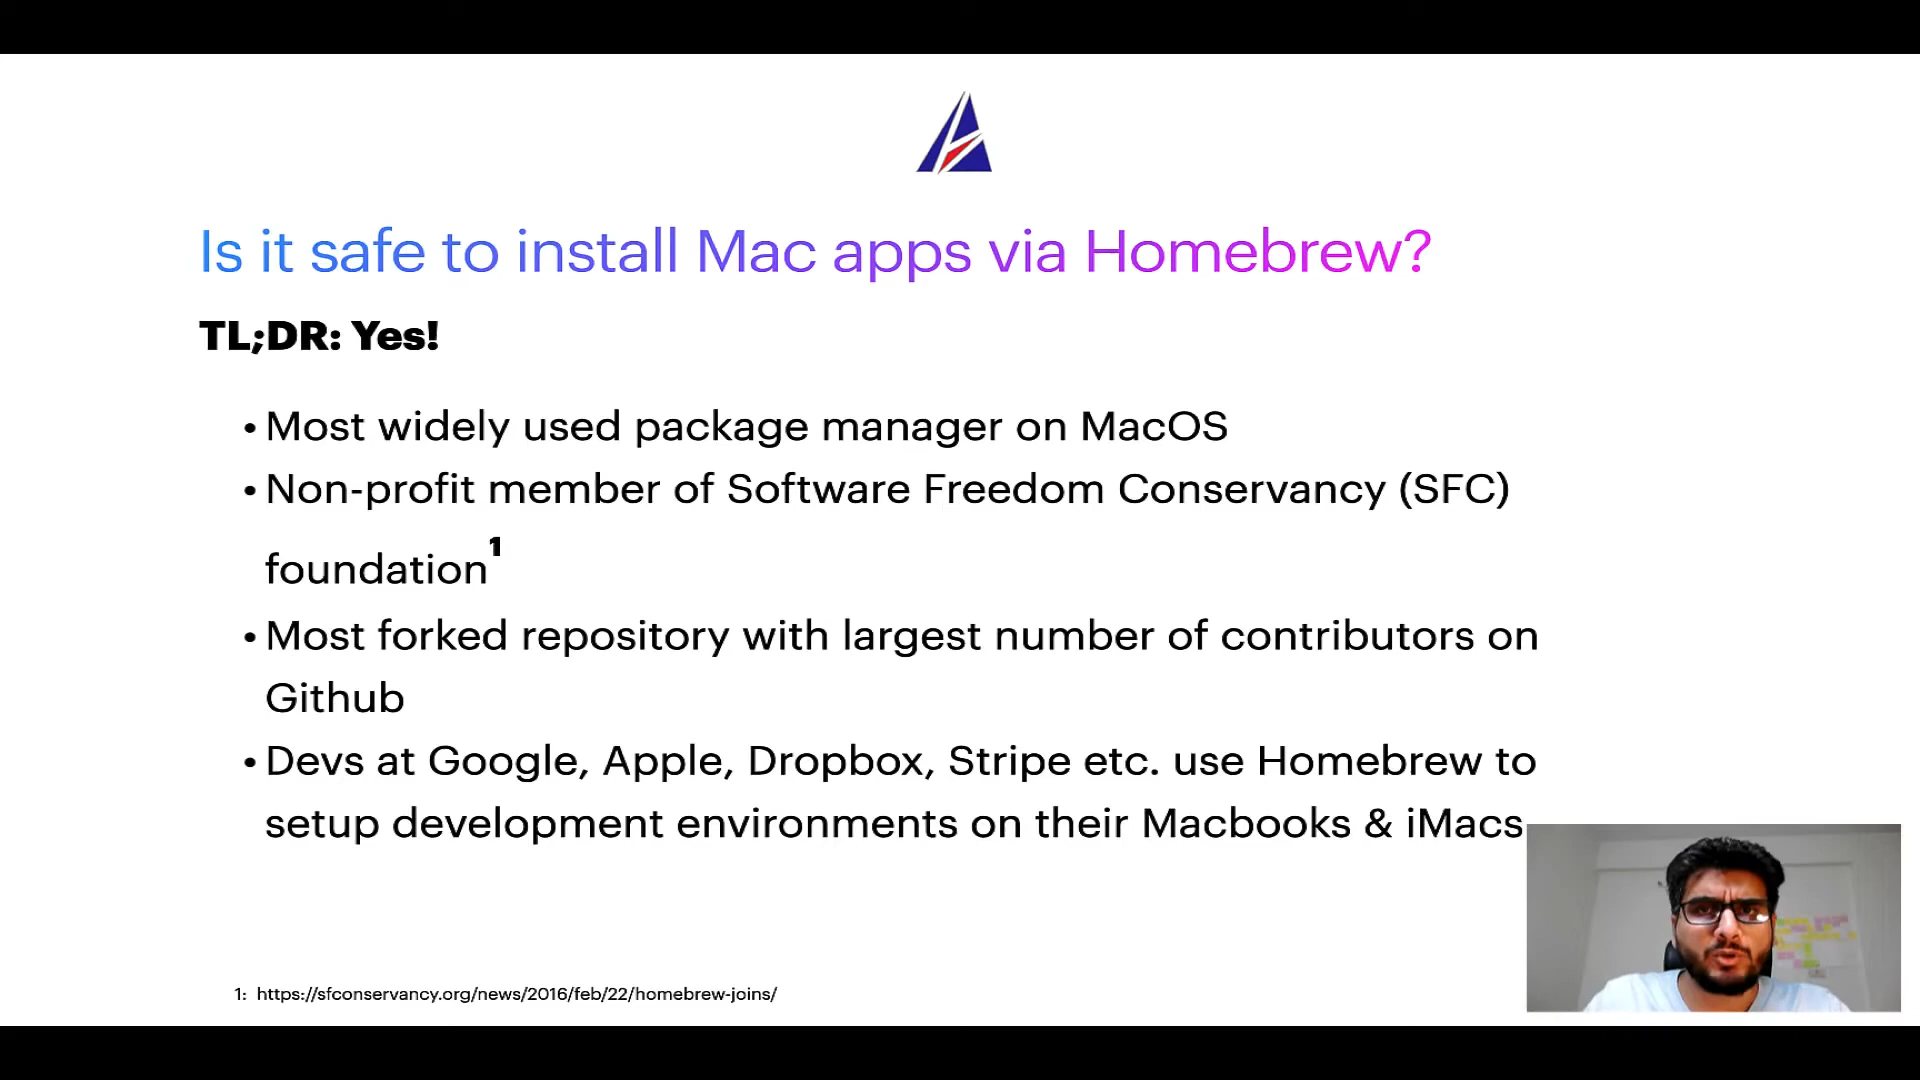 Is it safe to install Mac apps via Homebrew?
TL;DR: Yes!
• Most widely used package manager on MacOS
• Non-profit member of Software Freedom Conservancy (SFC)
foundation¹
• Most forked repository with largest number of contributors on
Github
• Devs at Google, Apple, Dropbox, Stripe etc. use Homebrew to
setup development environments on their Macbooks & iMacs
1: https://sfconservancy.org/news/2016/feb/22/homebrew-joins/